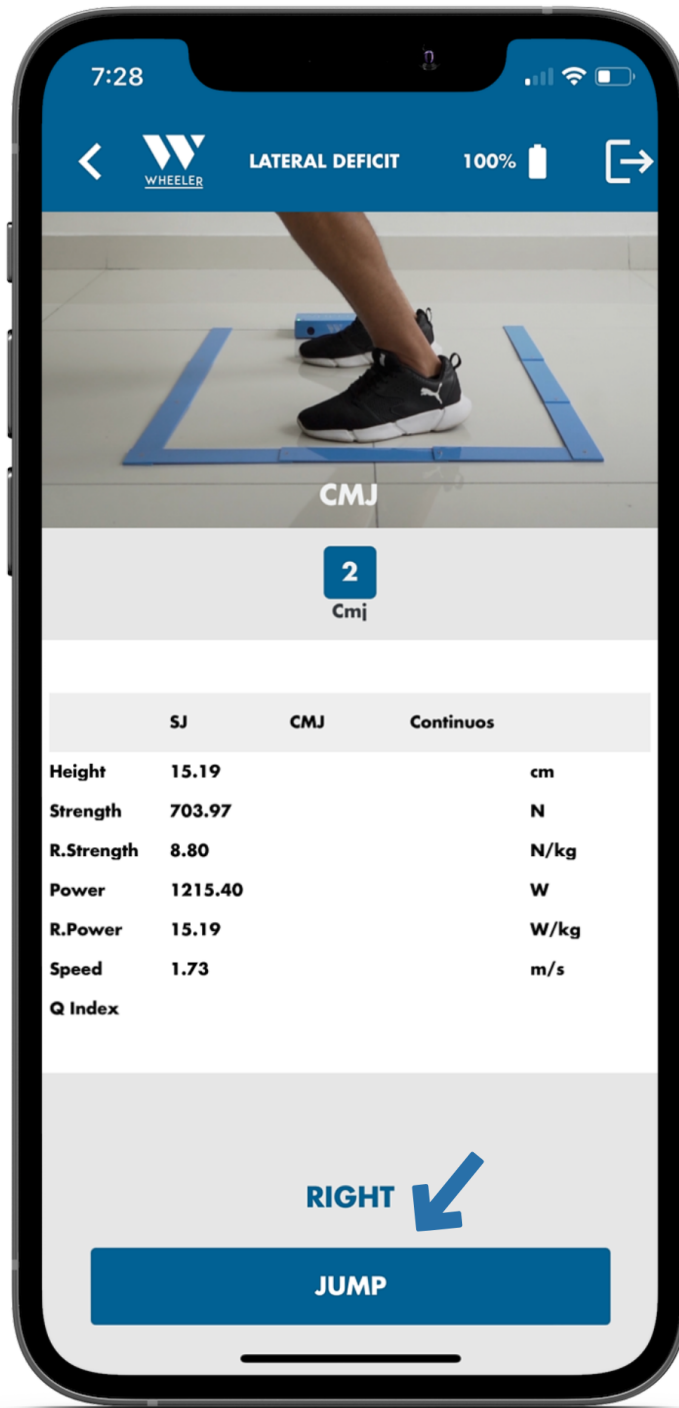 7:28
WHEELER
LATERAL DEFICIT
100%
CMJ
2
Cmj
SJ CMJ Continuos
Height 15.19 cm
Strength 703.97 N
R.Strength 8.80 N/kg
Power 1215.40 W
R.Power 15.19 W/kg
Speed 1.73 m/s
Q Index
RIGHT
JUMP